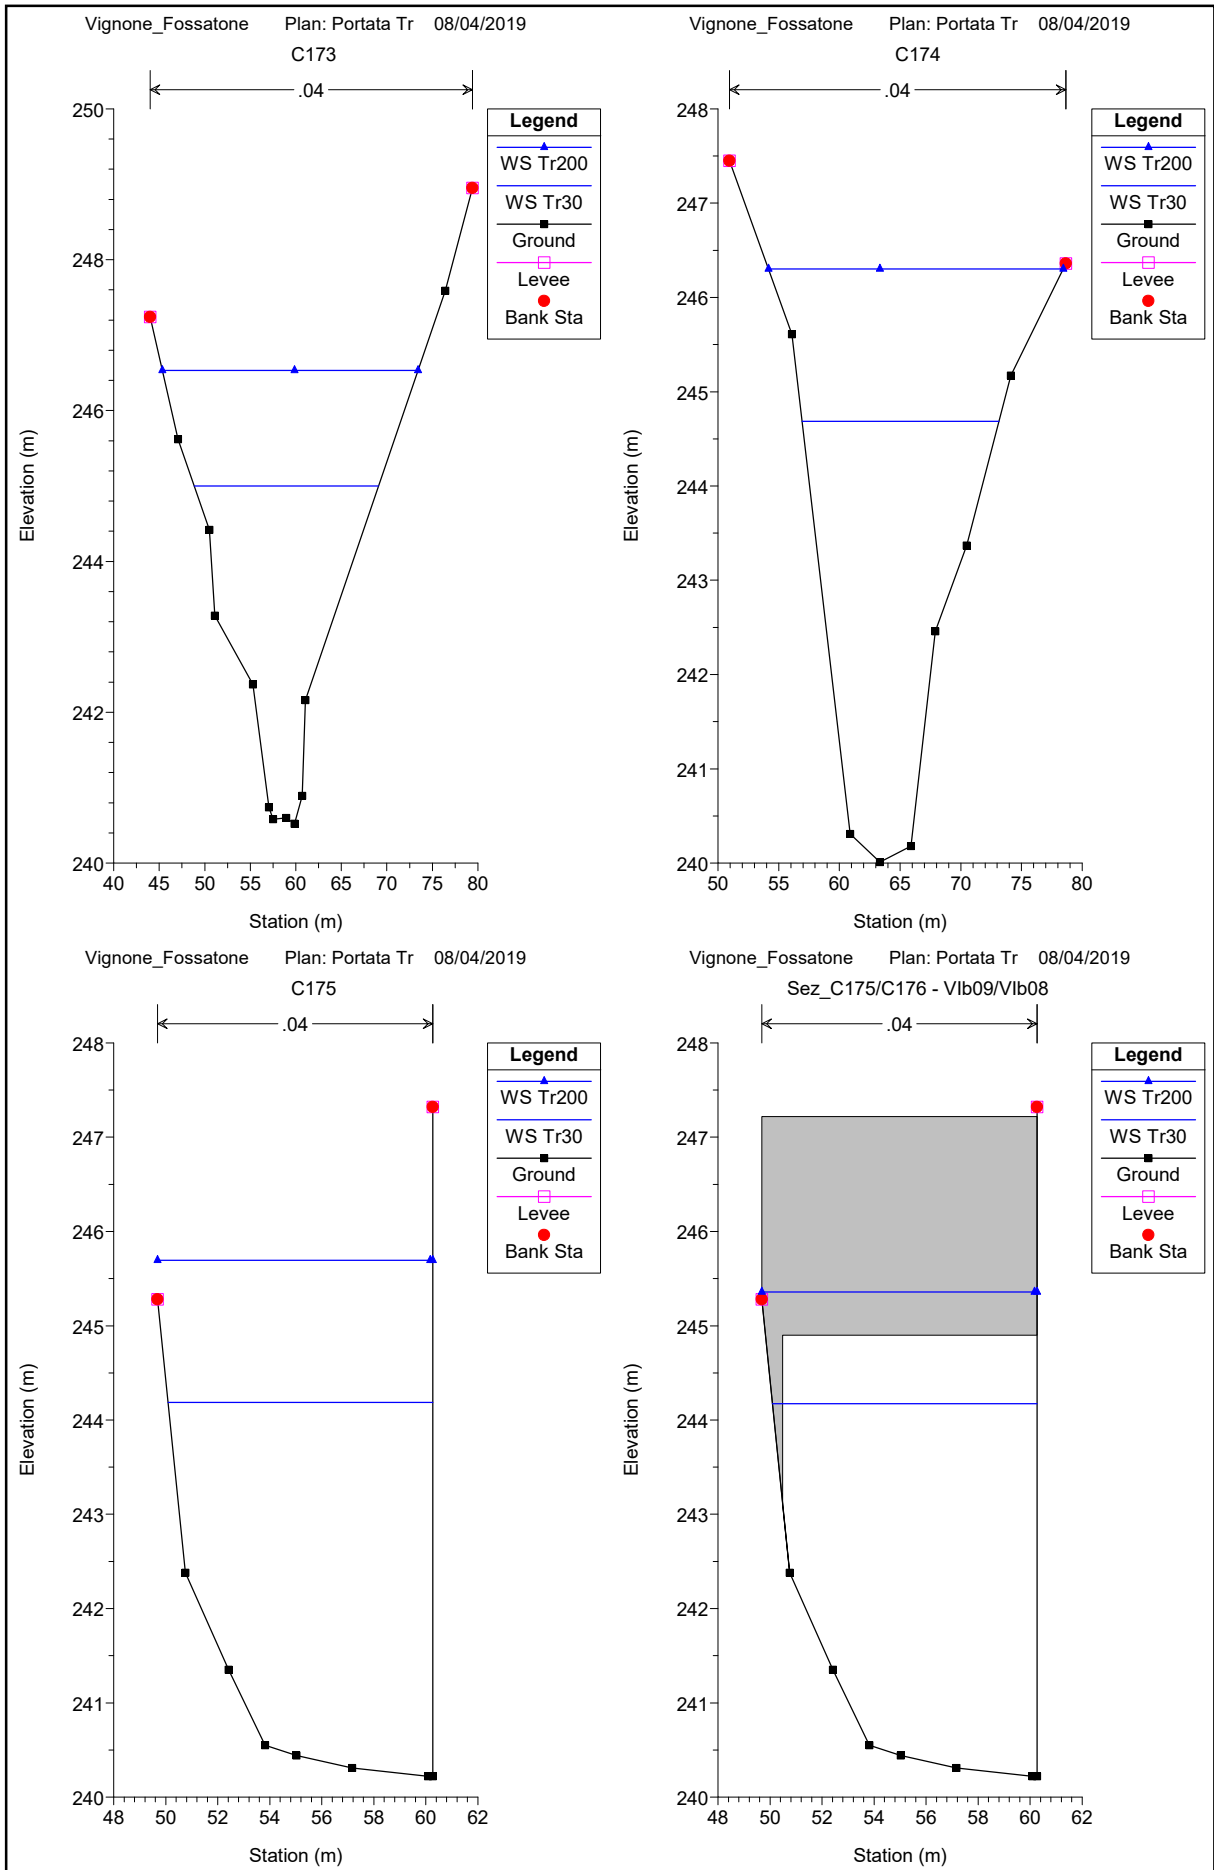 Vignone_Fossatone Plan: Portata Tr 08/04/2019
C173
.04
Legend
WS Tr200
WS Tr30
Ground
Levee
Bank Sta
Elevation (m)
250
248
246
244
242
240
40 45 50 55 60 65 70 75 80
Station (m)
Vignone_Fossatone Plan: Portata Tr 08/04/2019
C174
.04
Legend
WS Tr200
WS Tr30
Ground
Levee
Bank Sta
Elevation (m)
248
247
246
245
244
243
242
241
240
50 55 60 65 70 75 80
Station (m)
Vignone_Fossatone Plan: Portata Tr 08/04/2019
C175
.04
Legend
WS Tr200
WS Tr30
Ground
Levee
Bank Sta
Elevation (m)
248
247
246
245
244
243
242
241
240
48 50 52 54 56 58 60 62
Station (m)
Vignone_Fossatone Plan: Portata Tr 08/04/2019
Sez_C175/C176 - VIb09/VIb08
.04
Legend
WS Tr200
WS Tr30
Ground
Levee
Bank Sta
Elevation (m)
248
247
246
245
244
243
242
241
240
48 50 52 54 56 58 60 62
Station (m)